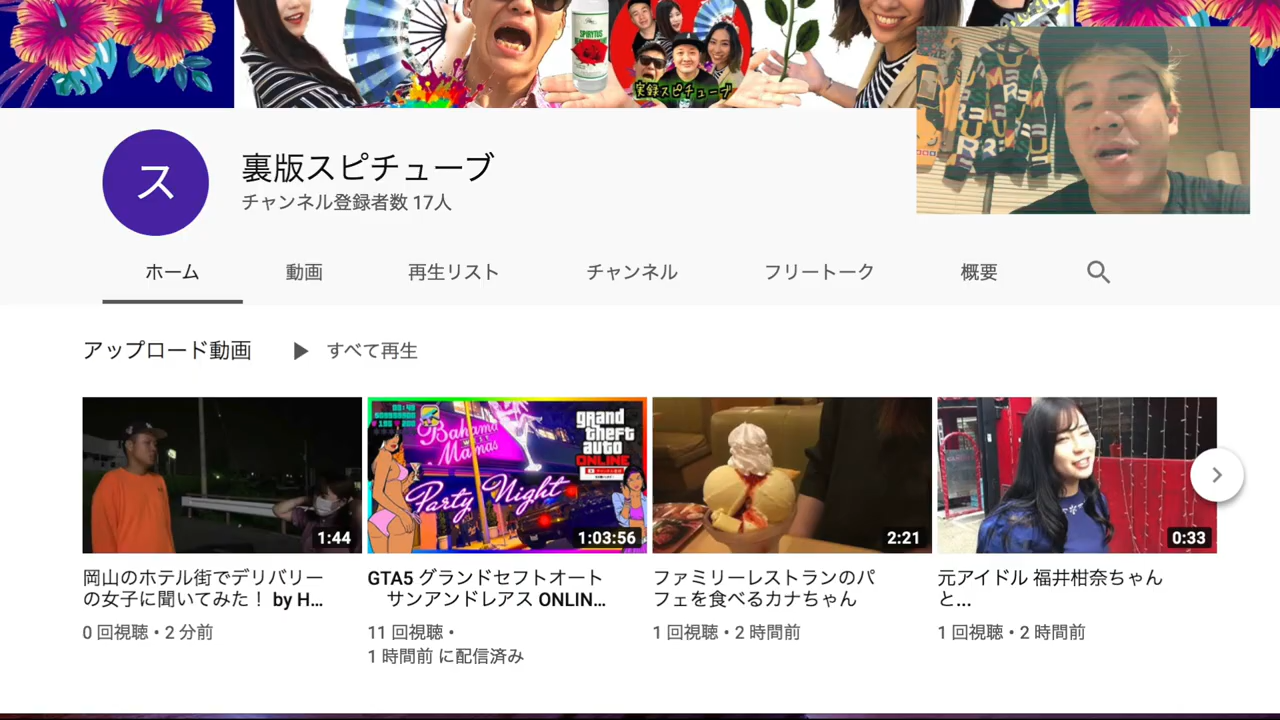 SPIRYTUS
実録スピチューブ
ス
裏版スピチューブ
チャンネル登録者数 17人
ホーム
動画
再生リスト
チャンネル
フリートーク
概要
アップロード動画
すべて再生
Bahama
Mamas
Party Night
grand
theft
auto
ONLINE
1:44
1:03:56
2:21
0:33
岡山のホテル街でデリバリー
の女子に聞いてみた！ by H...
0 回視聴・2 分前
GTA5 グランドセフトオート
サンアンドレアス ONLIN...
11 回視聴・
1 時間前 に配信済み
ファミリーレストランのパ
フェを食べるカナちゃん
1 回視聴・2 時間前
元アイドル 福井柑奈ちゃん
と...
1 回視聴・2 時間前